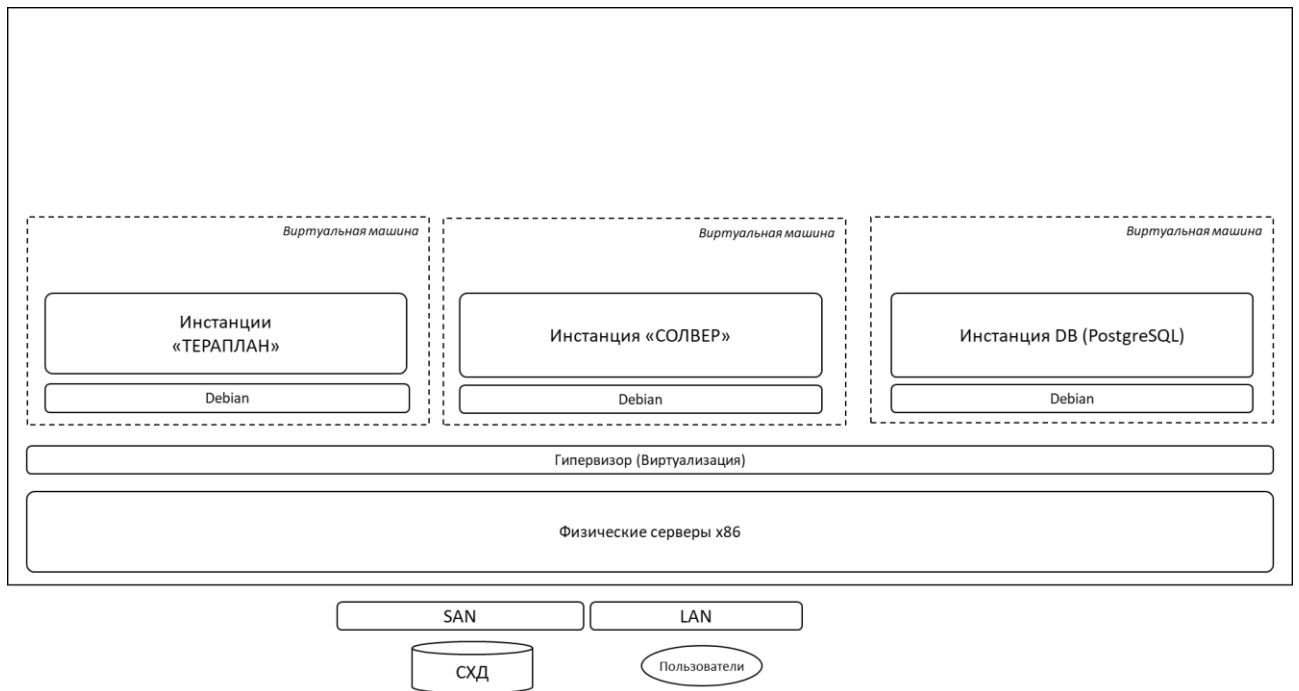 Виртуальная машина
Виртуальная машина
Виртуальная машина
Инстанции
«ТЕРАПЛАН»
Инстанция «СОЛВЕР»
Инстанция DB (PostgreSQL)
Debian
Debian
Debian
Гипервизор (Виртуализация)
Физические серверы x86
SAN
LAN
СХД
Пользователи